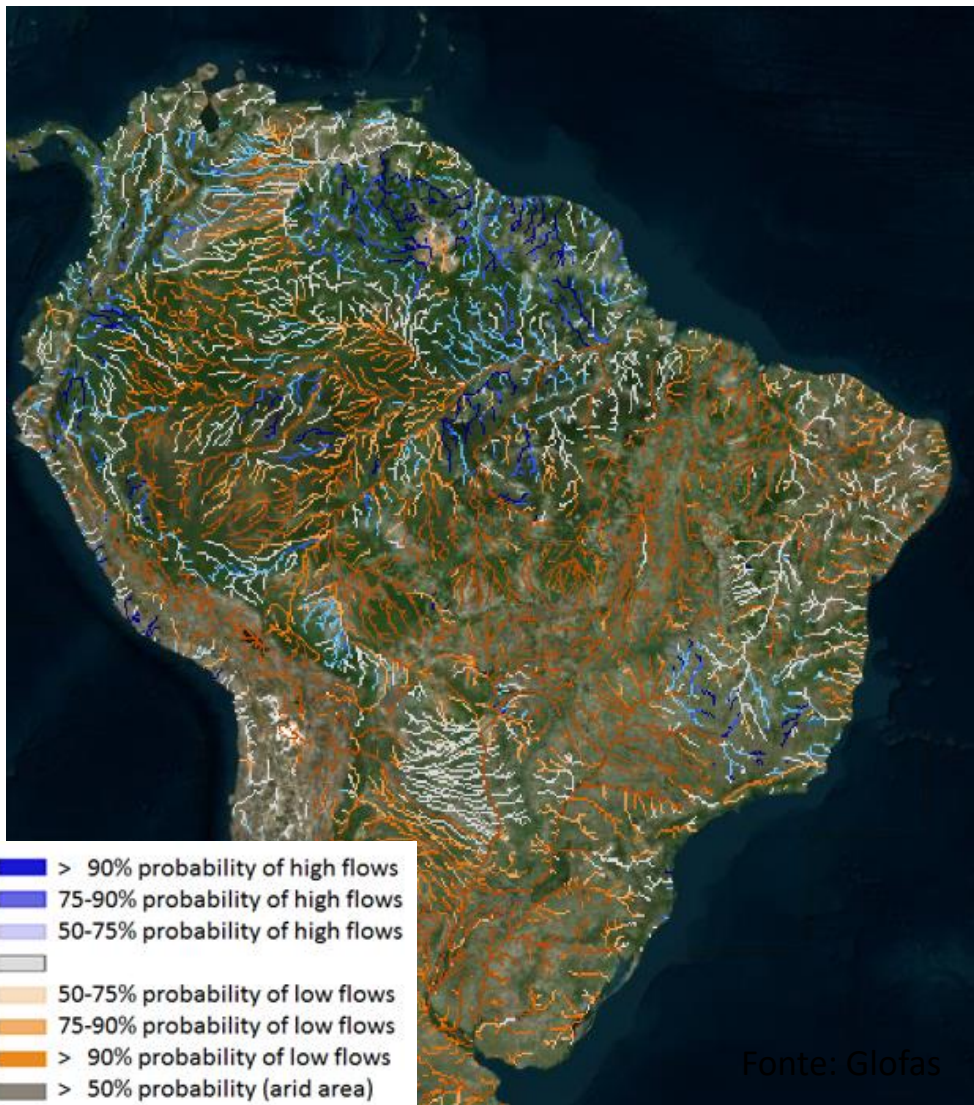 > 90% probability of high flows
75-90% probability of high flows
50-75% probability of high flows
50-75% probability of low flows
75-90% probability of low flows
> 90% probability of low flows
> 50% probability (arid area)
Fonte: Glofas